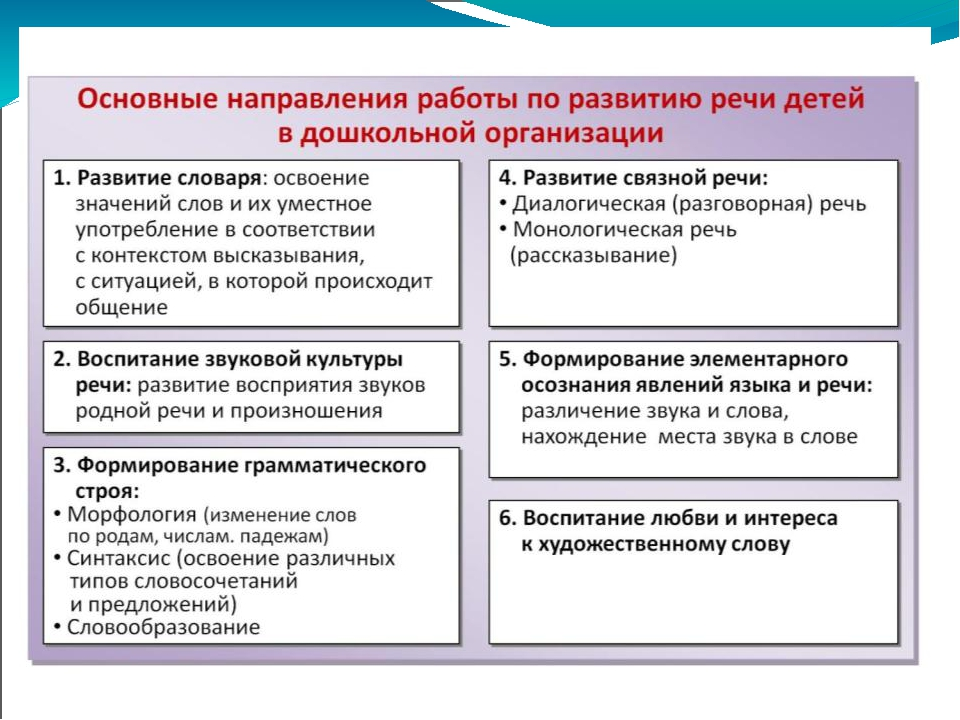 Основные направления работы по развитию речи детей
в дошкольной организации
1. Развитие словаря: освоение
значений слов и их уместное
употребление в соответствии
с контекстом высказывания,
с ситуацией, в которой происходит
общение
2. Воспитание звуковой культуры
речи: развитие восприятия звуков
родной речи и произношения
3. Формирование грамматического
строя:
• Морфология (изменение слов
по родам, числам. падежам)
• Синтаксис (освоение различных
типов словосочетаний
и предложений)
• Словообразование
4. Развитие связной речи:
• Диалогическая (разговорная) речь
• Монологическая речь
(рассказывание)
5. Формирование элементарного
осознания явлений языка и речи:
различение звука и слова,
нахождение места звука в слове
6. Воспитание любви и интереса
к художественному слову